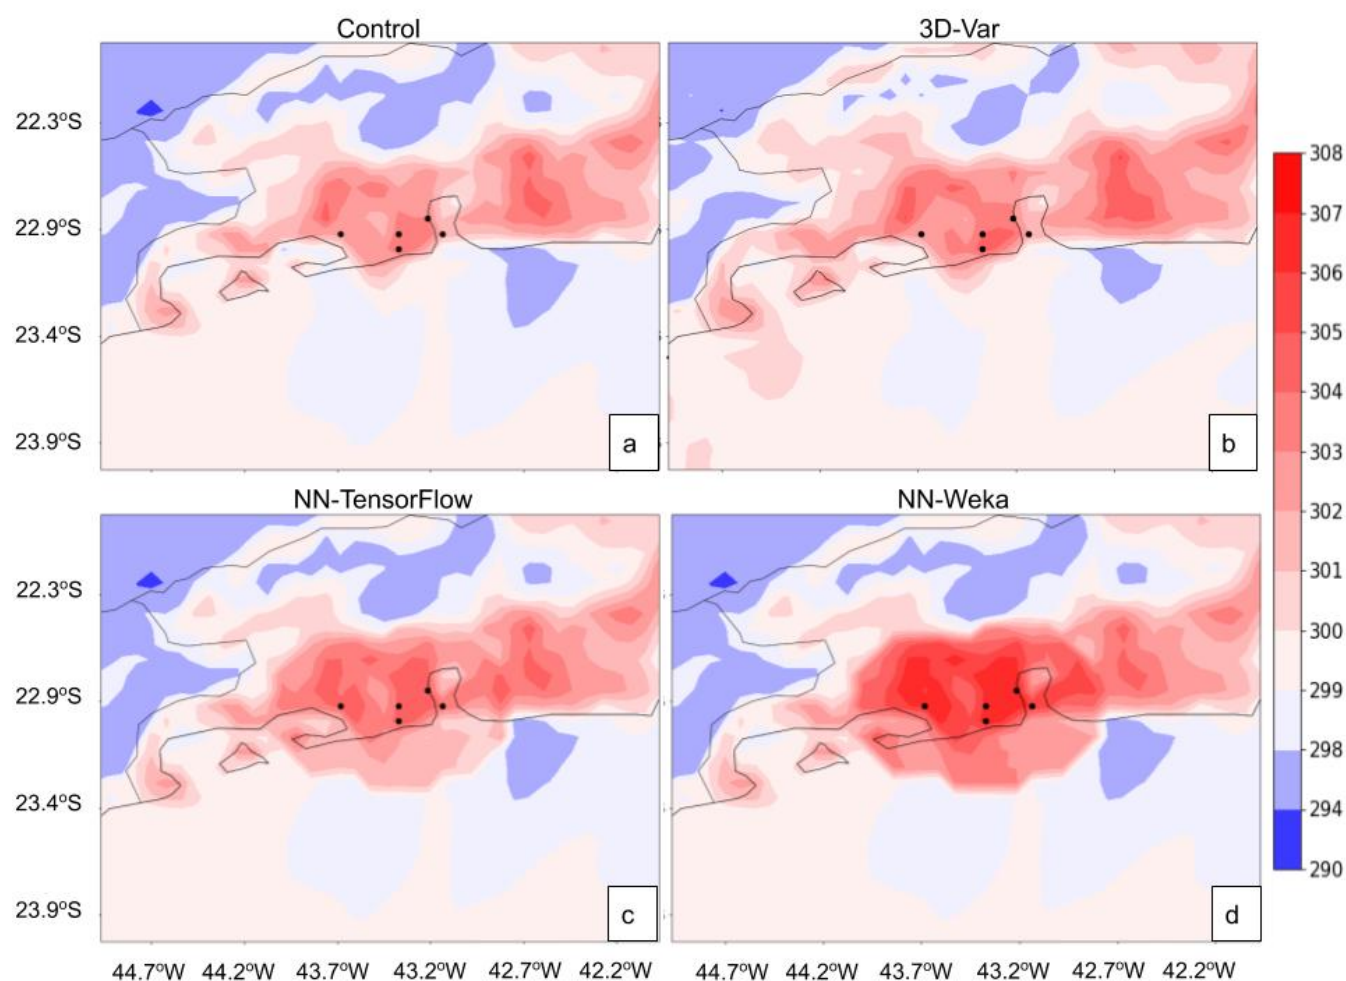 Control
3D-Var
22.3ºS
22.9ºS
23.4ºS
23.9ºS
a
b
308
307
306
305
304
303
302
301
300
299
298
294
290
NN-TensorFlow
NN-Weka
22.3ºS
22.9ºS
23.4ºS
23.9ºS
c
d
44.7ºW 44.2ºW 43.7ºW 43.2ºW 42.7ºW 42.2ºW
44.7ºW 44.2ºW 43.7ºW 43.2ºW 42.7ºW 42.2ºW